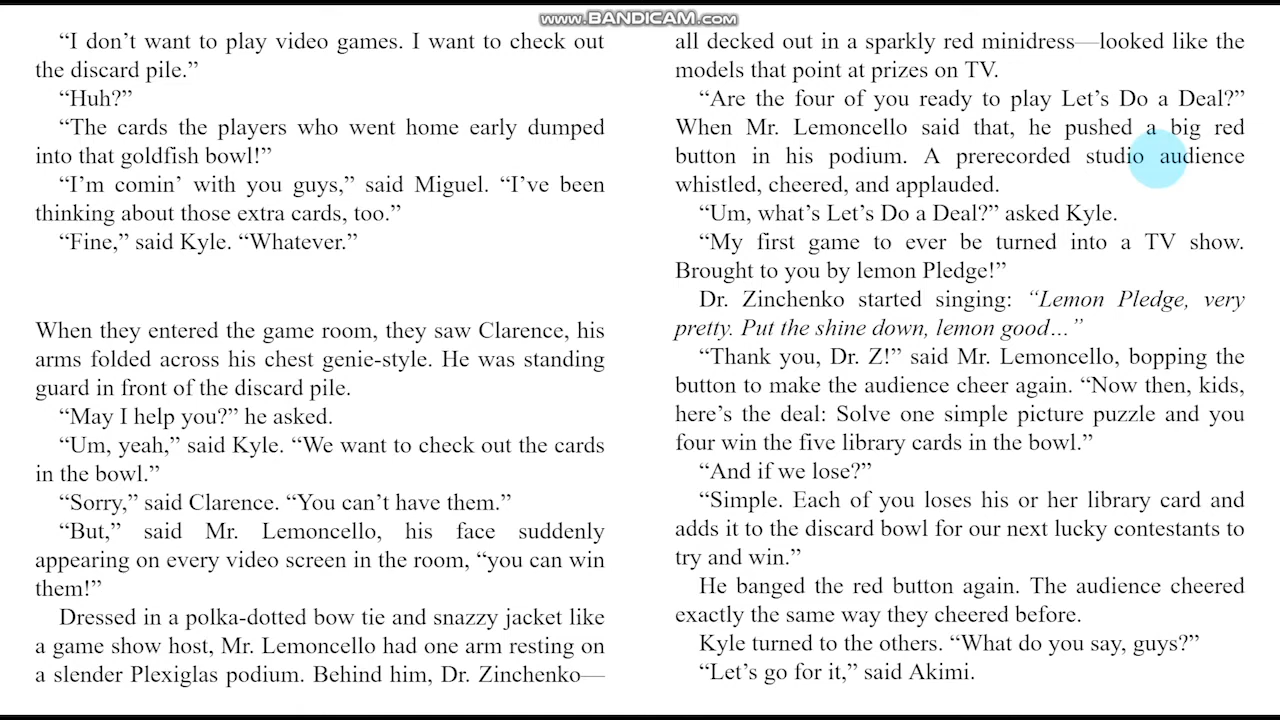 www.BANDICAM.com
“I don’t want to play video games. I want to check out
the discard pile.”
“Huh?”
“The cards the players who went home early dumped
into that goldfish bowl!”
“I’m comin’ with you guys,” said Miguel. “I’ve been
thinking about those extra cards, too.”
“Fine,” said Kyle. “Whatever.”
When they entered the game room, they saw Clarence, his
arms folded across his chest genie-style. He was standing
guard in front of the discard pile.
“May I help you?” he asked.
“Um, yeah,” said Kyle. “We want to check out the cards
in the bowl.”
“Sorry,” said Clarence. “You can’t have them.”
“But,” said Mr. Lemoncello, his face suddenly
appearing on every video screen in the room, “you can win
them!”
Dressed in a polka-dotted bow tie and snazzy jacket like
a game show host, Mr. Lemoncello had one arm resting on
a slender Plexiglas podium. Behind him, Dr. Zinchenko—
all decked out in a sparkly red minidress—looked like the
models that point at prizes on TV.
“Are the four of you ready to play Let’s Do a Deal?”
When Mr. Lemoncello said that, he pushed a big red
button in his podium. A prerecorded studio audience
whistled, cheered, and applauded.
“Um, what’s Let’s Do a Deal?” asked Kyle.
“My first game to ever be turned into a TV show.
Brought to you by lemon Pledge!”
Dr. Zinchenko started singing: “Lemon Pledge, very
pretty. Put the shine down, lemon good…”
“Thank you, Dr. Z!” said Mr. Lemoncello, bopping the
button to make the audience cheer again. “Now then, kids,
here’s the deal: Solve one simple picture puzzle and you
four win the five library cards in the bowl.”
“And if we lose?”
“Simple. Each of you loses his or her library card and
adds it to the discard bowl for our next lucky contestants to
try and win.”
He banged the red button again. The audience cheered
exactly the same way they cheered before.
Kyle turned to the others. “What do you say, guys?”
“Let’s go for it,” said Akimi.